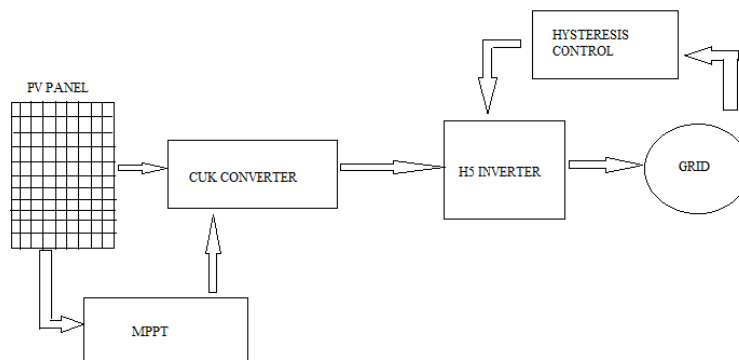 HYSTERESIS
CONTROL
PV PANEL
CUK CONVERTER
H5 INVERTER
GRID
MPPT